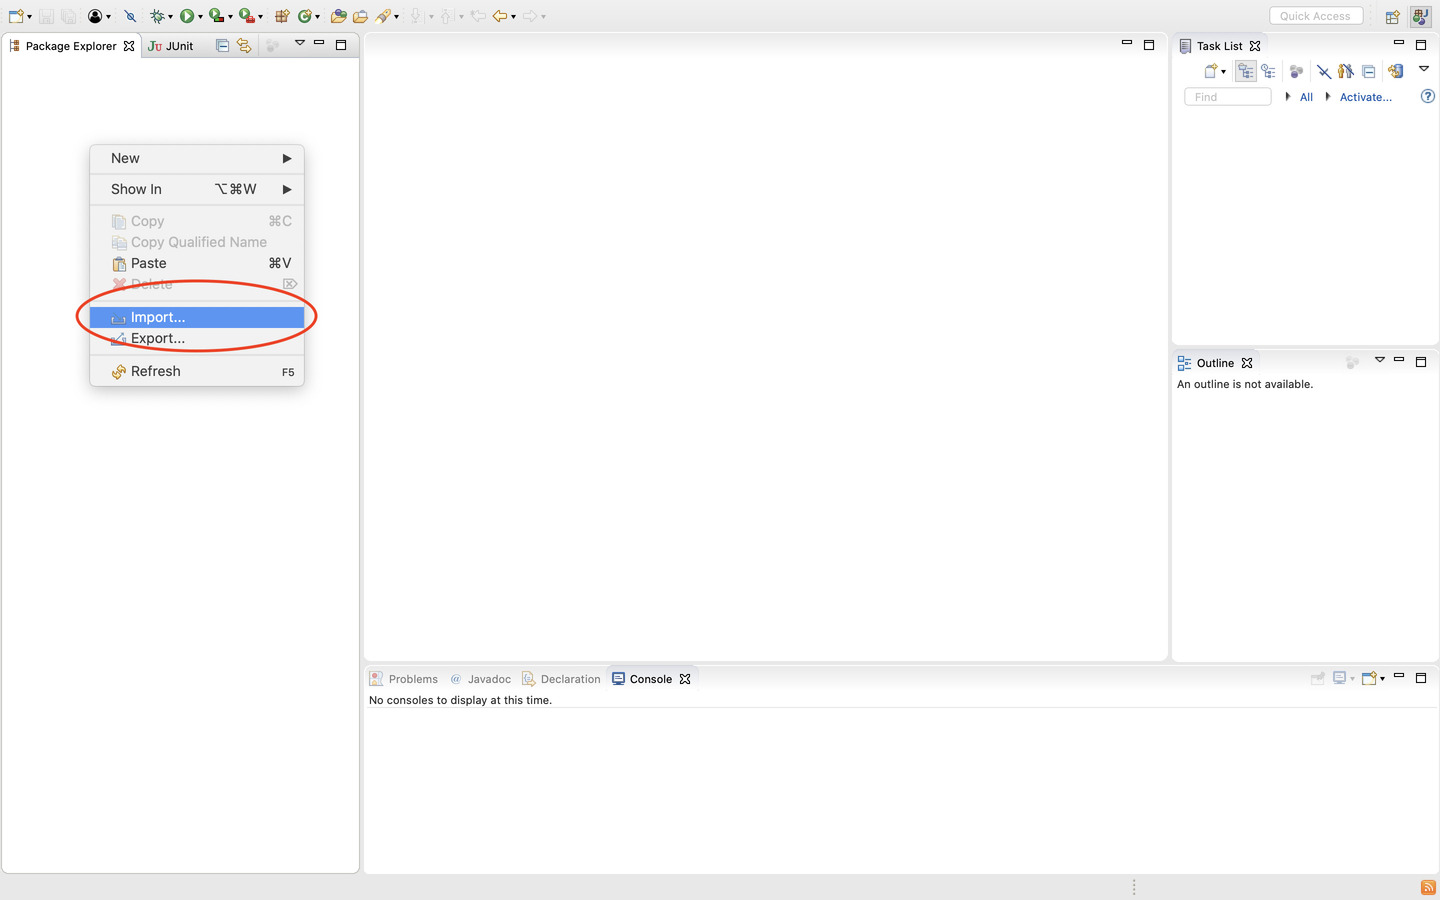 Quick Access
Package Explorer
Ju JUnit
Task List
Find
All
Activate...
?
New
Show In ⌥⌘W
Copy ⌘C
Copy Qualified Name
Paste ⌘V
Delete ⌦
Import...
Export...
Refresh F5
Outline
An outline is not available.
Problems
@ Javadoc
Declaration
Console
No consoles to display at this time.